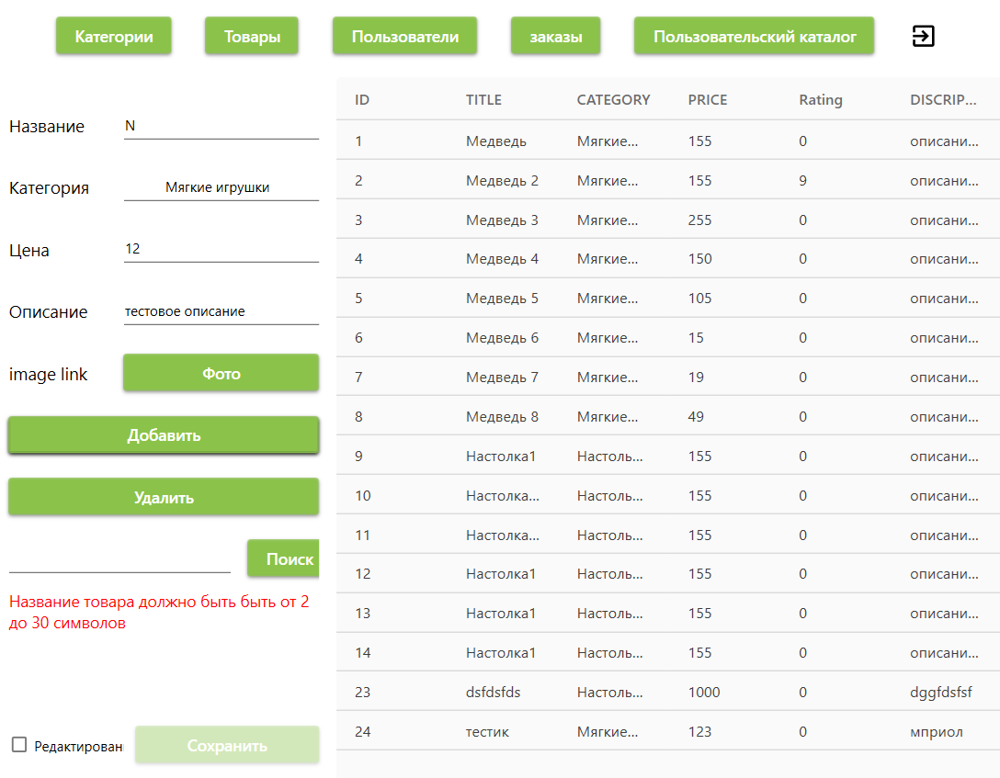 Категории Товары Пользователи заказы Пользовательский каталог
Название N
Категория Мягкие игрушки
Цена 12
Описание тестовое описание
image link Фото
Добавить
Удалить
Поиск
Название товара должно быть быть от 2
до 30 символов
Редактирован Сохранить
ID TITLE CATEGORY PRICE Rating DISCRIP...
1 Медведь Мягкие... 155 0 описани...
2 Медведь 2 Мягкие... 155 9 описани...
3 Медведь 3 Мягкие... 255 0 описани...
4 Медведь 4 Мягкие... 150 0 описани...
5 Медведь 5 Мягкие... 105 0 описани...
6 Медведь 6 Мягкие... 15 0 описани...
7 Медведь 7 Мягкие... 19 0 описани...
8 Медведь 8 Мягкие... 49 0 описани...
9 Настолка1 Настоль... 155 0 описани...
10 Настолка... Настоль... 155 0 описани...
11 Настолка... Настоль... 155 0 описани...
12 Настолка1 Настоль... 155 0 описани...
13 Настолка1 Настоль... 155 0 описани...
14 Настолка1 Настоль... 155 0 описани...
23 dsfdsfds Настоль... 1000 0 dggfdsfsf
24 тестик Мягкие... 123 0 мприол